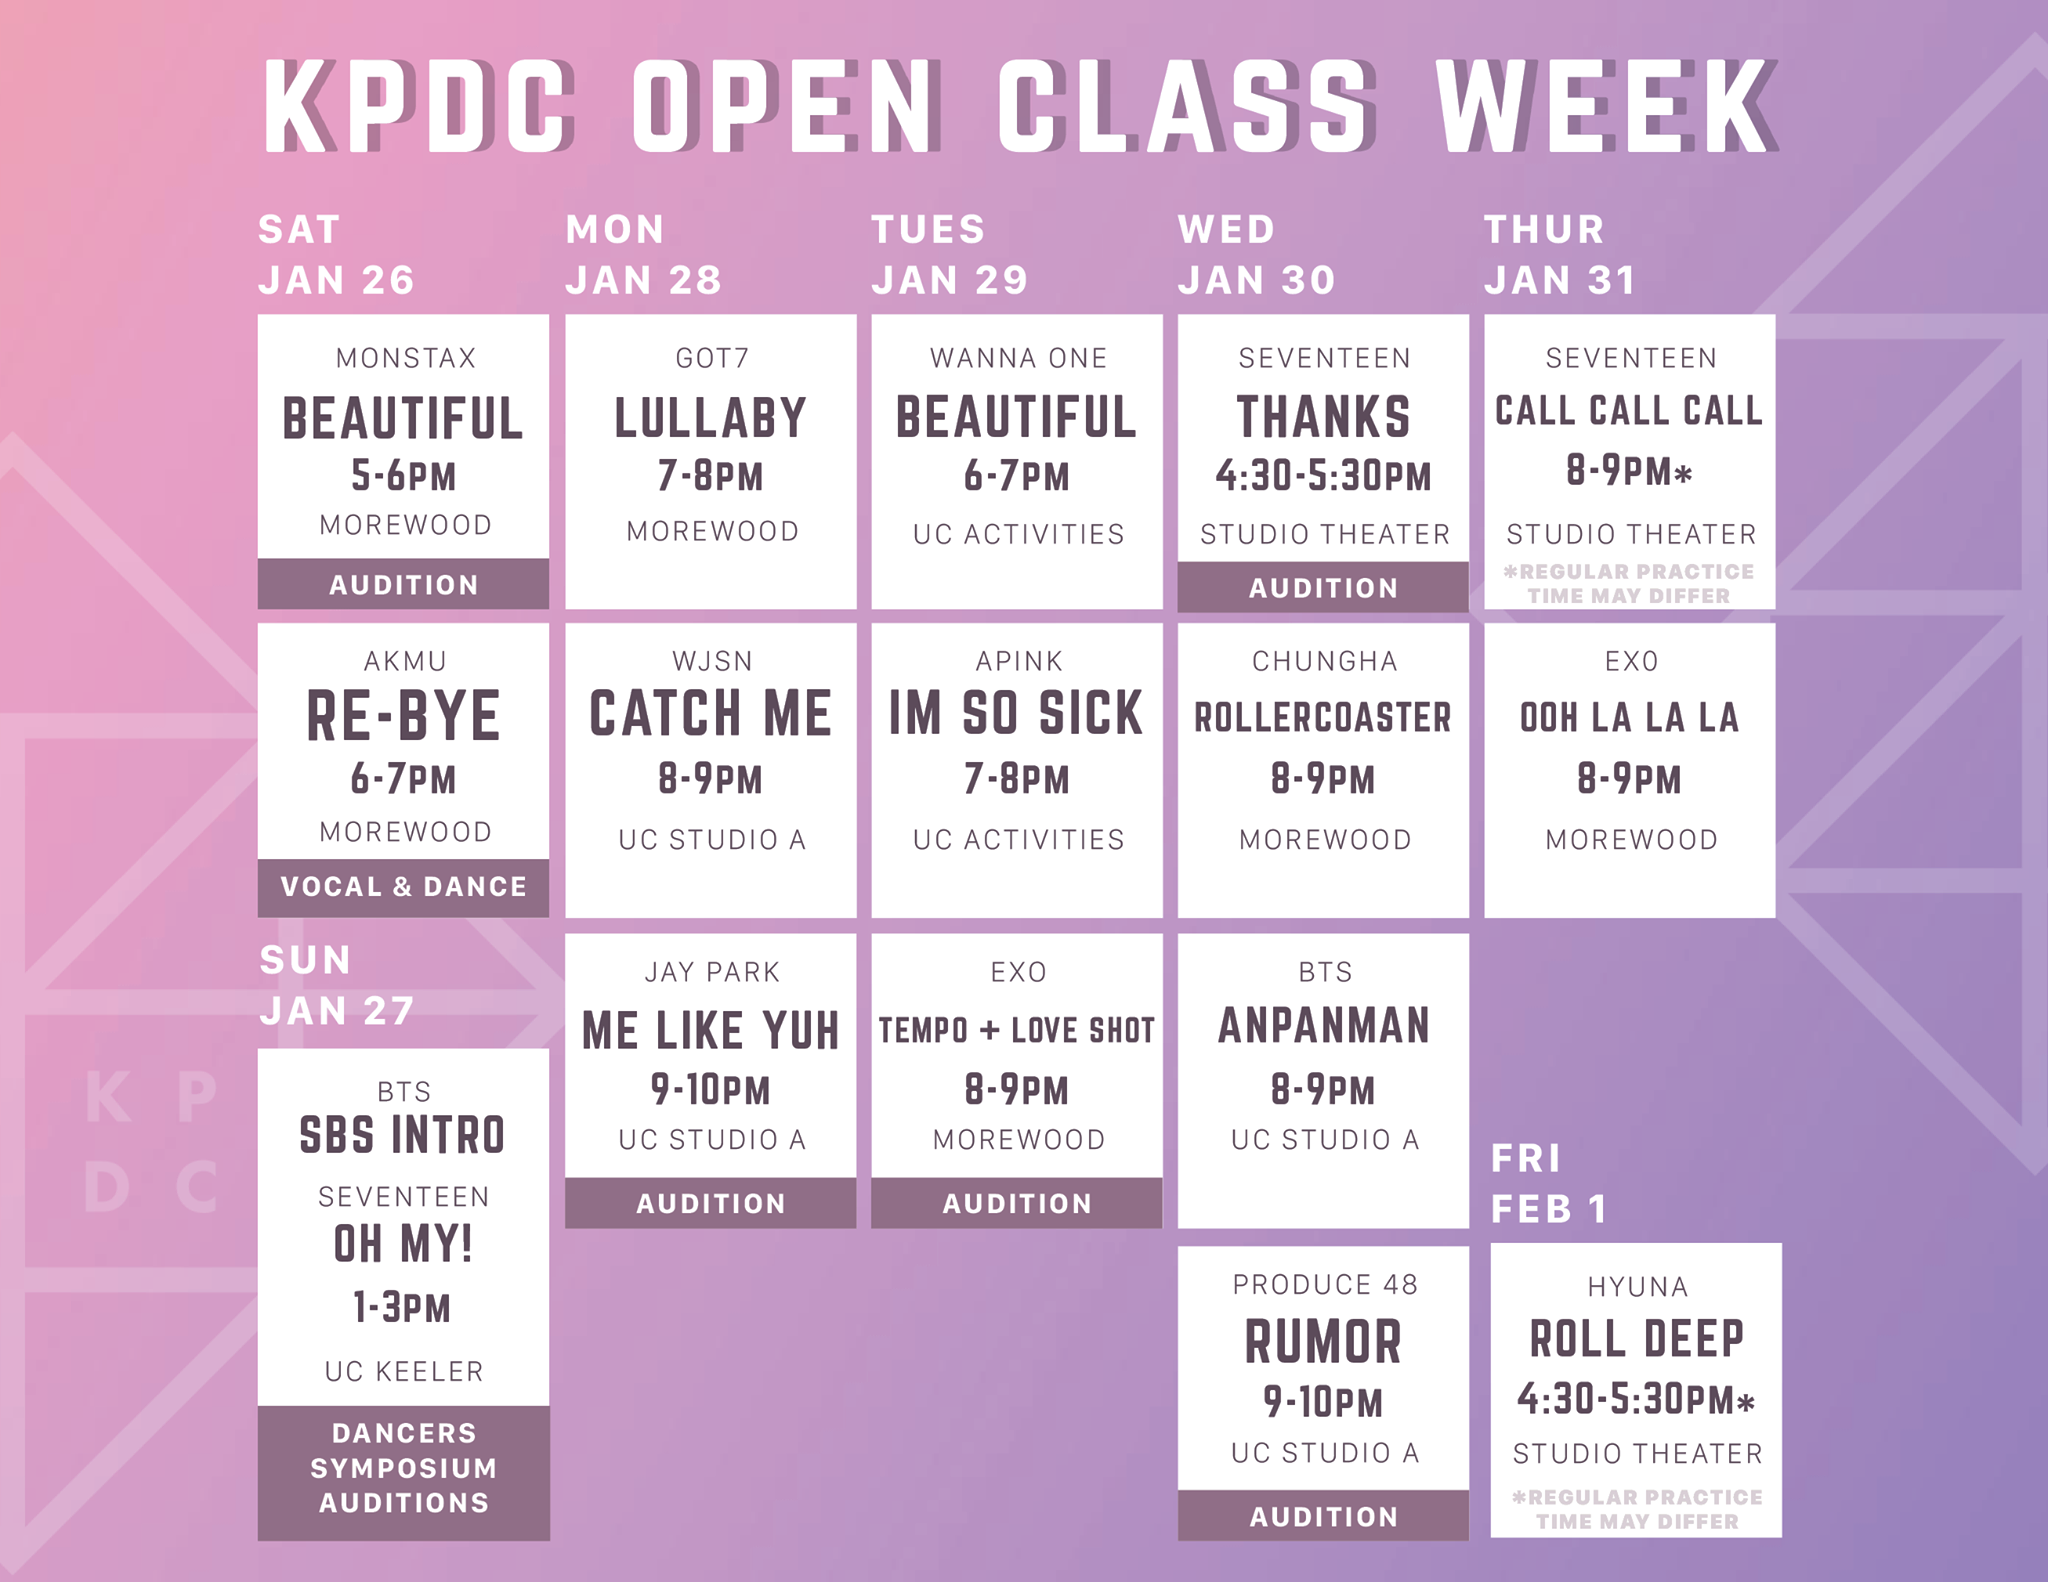 KPDC OPEN CLASS WEEK
SAT
JAN 26
MONSTAX
BEAUTIFUL
5-6PM
MOREWOOD
AUDITION
AKMU
RE-BYE
6-7PM
MOREWOOD
VOCAL & DANCE
SUN
JAN 27
BTS
SBS INTRO
SEVENTEEN
OH MY!
1-3PM
UC KEELER
DANCERS
SYMPOSIUM
AUDITIONS
MON
JAN 28
GOT7
LULLABY
7-8PM
MOREWOOD
WJSN
CATCH ME
8-9PM
UC STUDIO A
JAY PARK
ME LIKE YUH
9-10PM
UC STUDIO A
AUDITION
TUES
JAN 29
WANNA ONE
BEAUTIFUL
6-7PM
UC ACTIVITIES
APINK
IM SO SICK
7-8PM
UC ACTIVITIES
EXO
TEMPO + LOVE SHOT
8-9PM
MOREWOOD
AUDITION
WED
JAN 30
SEVENTEEN
THANKS
4:30-5:30PM
STUDIO THEATER
AUDITION
CHUNGHA
ROLLERCOASTER
8-9PM
MOREWOOD
BTS
ANPANMAN
8-9PM
UC STUDIO A
PRODUCE 48
RUMOR
9-10PM
UC STUDIO A
AUDITION
THUR
JAN 31
SEVENTEEN
CALL CALL CALL
8-9PM*
STUDIO THEATER
*REGULAR PRACTICE
TIME MAY DIFFER
EXO
OOH LA LA LA
8-9PM
MOREWOOD
FRI
FEB 1
HYUNA
ROLL DEEP
4:30-5:30PM*
STUDIO THEATER
*REGULAR PRACTICE
TIME MAY DIFFER
K P
D C